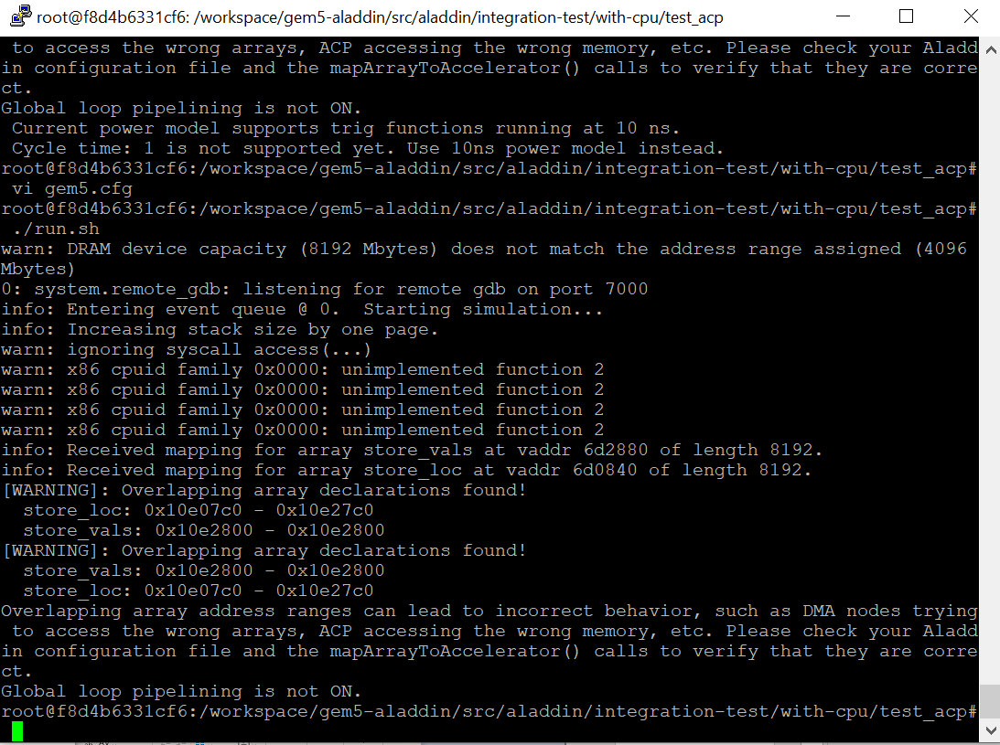 root@f8d4b6331cf6: /workspace/gem5-aladdin/src/aladdin/integration-test/with-cpu/test_acp
 to access the wrong arrays, ACP accessing the wrong memory, etc. Please check your Aladd
in configuration file and the mapArrayToAccelerator() calls to verify that they are corre
ct.
Global loop pipelining is not ON.
 Current power model supports trig functions running at 10 ns.
 Cycle time: 1 is not supported yet. Use 10ns power model instead.
root@f8d4b6331cf6:/workspace/gem5-aladdin/src/aladdin/integration-test/with-cpu/test_acp#
 vi gem5.cfg
root@f8d4b6331cf6:/workspace/gem5-aladdin/src/aladdin/integration-test/with-cpu/test_acp#
 ./run.sh
warn: DRAM device capacity (8192 Mbytes) does not match the address range assigned (4096
Mbytes)
0: system.remote_gdb: listening for remote gdb on port 7000
info: Entering event queue @ 0.  Starting simulation...
info: Increasing stack size by one page.
warn: ignoring syscall access(...)
warn: x86 cpuid family 0x0000: unimplemented function 2
warn: x86 cpuid family 0x0000: unimplemented function 2
warn: x86 cpuid family 0x0000: unimplemented function 2
warn: x86 cpuid family 0x0000: unimplemented function 2
info: Received mapping for array store_vals at vaddr 6d2880 of length 8192.
info: Received mapping for array store_loc at vaddr 6d0840 of length 8192.
[WARNING]: Overlapping array declarations found!
  store_loc: 0x10e07c0 - 0x10e27c0
  store_vals: 0x10e2800 - 0x10e2800
[WARNING]: Overlapping array declarations found!
  store_vals: 0x10e2800 - 0x10e2800
  store_loc: 0x10e07c0 - 0x10e27c0
Overlapping array address ranges can lead to incorrect behavior, such as DMA nodes trying
 to access the wrong arrays, ACP accessing the wrong memory, etc. Please check your Aladd
in configuration file and the mapArrayToAccelerator() calls to verify that they are corre
ct.
Global loop pipelining is not ON.
root@f8d4b6331cf6:/workspace/gem5-aladdin/src/aladdin/integration-test/with-cpu/test_acp#